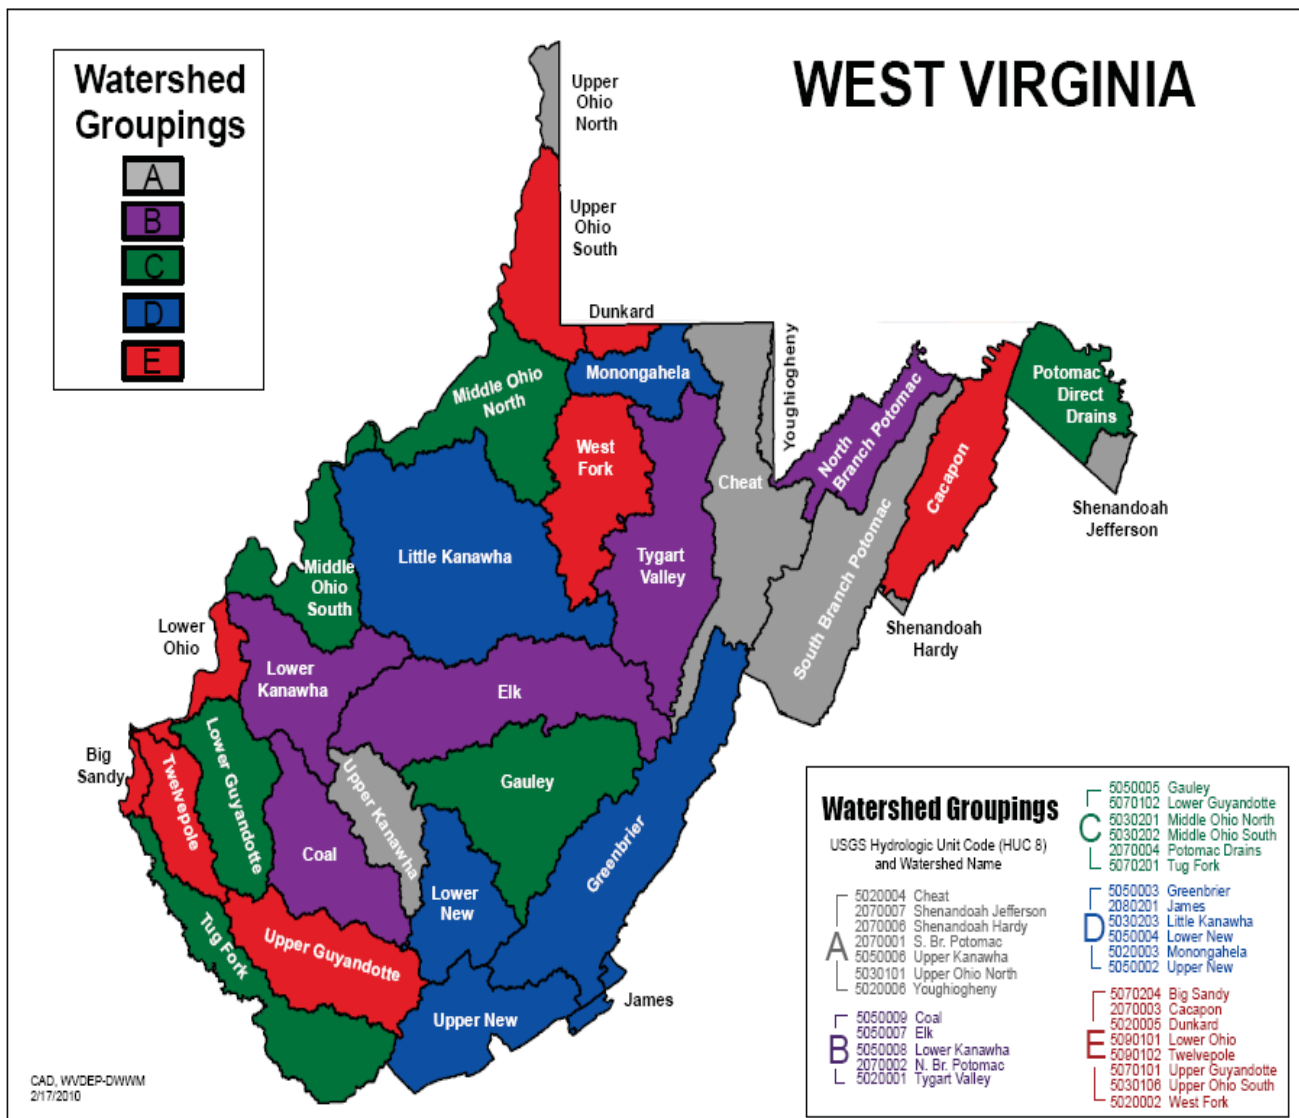 WEST VIRGINIA
Watershed
Groupings
A
B
C
D
E
Upper
Ohio
North
Upper
Ohio
South
Dunkard
Monongahela
Youghiogheny
Middle Ohio
North
West
Fork
Cheat
North
Branch Potomac
Potomac
Direct
Drains
Cacapon
South Branch Potomac
Shenandoah
Jefferson
Little Kanawha
Tygart
Valley
Middle
Ohio
South
Shenandoah
Hardy
Lower
Ohio
Lower
Kanawha
Elk
Big
Sandy
Twelvepole
Lower Guyandotte
Upper Kanawha
Gauley
Coal
Greenbrier
Lower
New
Tug Fork
Upper Guyandotte
Upper New
James
Watershed Groupings
USGS Hydrologic Unit Code (HUC 8)
and Watershed Name
A
5020004 Cheat
2070007 Shenandoah Jefferson
2070006 Shenandoah Hardy
2070001 S. Br. Potomac
5050006 Upper Kanawha
5030101 Upper Ohio North
5020006 Youghiogheny
B
5050009 Coal
5050007 Elk
5050008 Lower Kanawha
2070002 N. Br. Potomac
5020001 Tygart Valley
C
5050005 Gauley
5070102 Lower Guyandotte
5030201 Middle Ohio North
5030202 Middle Ohio South
2070004 Potomac Drains
5070201 Tug Fork
D
5050003 Greenbrier
2080201 James
5030203 Little Kanawha
5050004 Lower New
5020003 Monongahela
5050002 Upper New
E
5070204 Big Sandy
2070003 Cacapon
5020005 Dunkard
5090101 Lower Ohio
5090102 Twelvepole
5070101 Upper Guyandotte
5030106 Upper Ohio South
5020002 West Fork
CAD, WVDEP-DWWM
2/17/2010